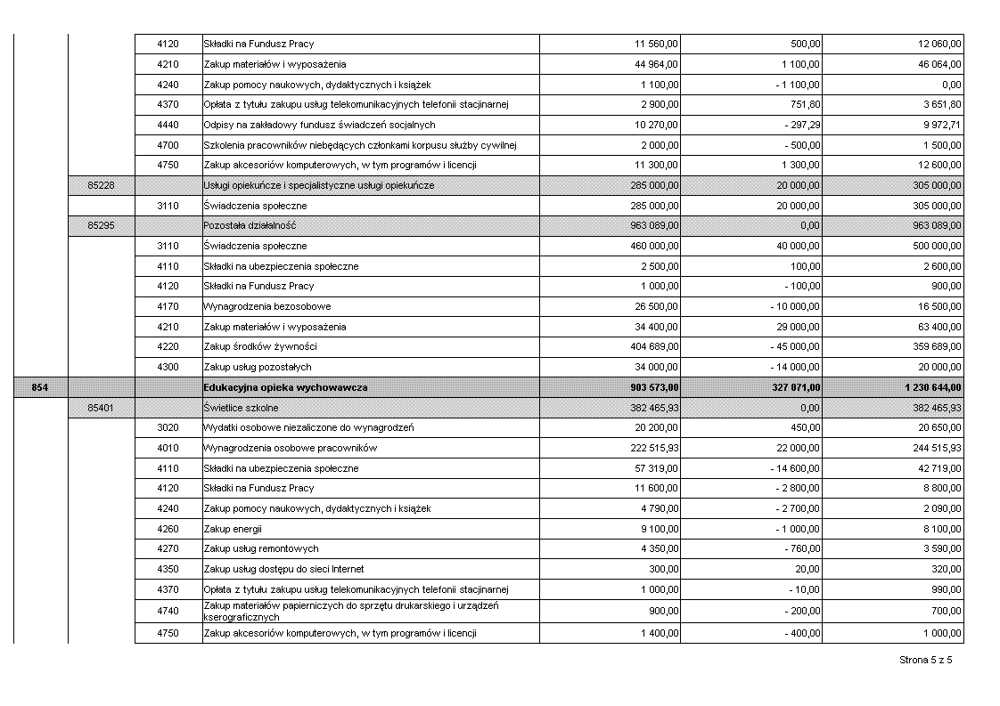 4120 Składki na Fundusz Pracy 11 560,00 500,00 12 060,00
4210 Zakup materiałów i wyposażenia 44 964,00 1 100,00 46 064,00
4240 Zakup pomocy naukowych, dydaktycznych i książek 1 100,00 - 1 100,00 0,00
4370 Opłata z tytułu zakupu usług telekomunikacyjnych telefonii stacjinarnej 2 900,00 751,80 3 651,80
4440 Odpisy na zakładowy fundusz świadczeń socjalnych 10 270,00 - 297,29 9 972,71
4700 Szkolenia pracowników niebędących członkami korpusu służby cywilnej 2 000,00 - 500,00 1 500,00
4750 Zakup akcesoriów komputerowych, w tym programów i licencji 11 300,00 1 300,00 12 600,00
85228 Usługi opiekuńcze i specjalistyczne usługi opiekuńcze 285 000,00 20 000,00 305 000,00
3110 Świadczenia społeczne 285 000,00 20 000,00 305 000,00
85295 Pozostała działalność 963 089,00 0,00 963 089,00
3110 Świadczenia społeczne 460 000,00 40 000,00 500 000,00
4110 Składki na ubezpieczenia społeczne 2 500,00 100,00 2 600,00
4120 Składki na Fundusz Pracy 1 000,00 - 100,00 900,00
4170 Wynagrodzenia bezosobowe 26 500,00 - 10 000,00 16 500,00
4210 Zakup materiałów i wyposażenia 34 400,00 29 000,00 63 400,00
4220 Zakup środków żywności 404 689,00 - 45 000,00 359 689,00
4300 Zakup usług pozostałych 34 000,00 - 14 000,00 20 000,00
854 Edukacyjna opieka wychowawcza 903 573,00 327 071,00 1 230 644,00
85401 Świetlice szkolne 382 465,93 0,00 382 465,93
3020 Wydatki osobowe niezaliczone do wynagrodzeń 20 200,00 450,00 20 650,00
4010 Wynagrodzenia osobowe pracowników 222 515,93 22 000,00 244 515,93
4110 Składki na ubezpieczenia społeczne 57 319,00 - 14 600,00 42 719,00
4120 Składki na Fundusz Pracy 11 600,00 - 2 800,00 8 800,00
4240 Zakup pomocy naukowych, dydaktycznych i książek 4 790,00 - 2 700,00 2 090,00
4260 Zakup energii 9 100,00 - 1 000,00 8 100,00
4270 Zakup usług remontowych 4 350,00 - 760,00 3 590,00
4350 Zakup usług dostępu do sieci Internet 300,00 20,00 320,00
4370 Opłata z tytułu zakupu usług telekomunikacyjnych telefonii stacjinarnej 1 000,00 - 10,00 990,00
4740 Zakup materiałów papierniczych do sprzętu drukarskiego i urządzeń kserograficznych 900,00 - 200,00 700,00
4750 Zakup akcesoriów komputerowych, w tym programów i licencji 1 400,00 - 400,00 1 000,00
Strona 5 z 5